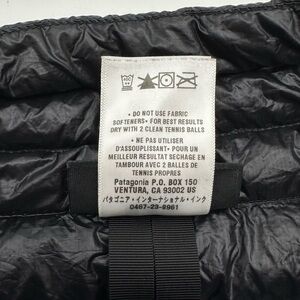 • DO NOT USE FABRIC
SOFTENERS • FOR BEST RESULTS
DRY WITH 2 CLEAN TENNIS BALLS
• NE PAS UTILISER
D'ASSOUPLISSANT • POUR UN
MEILLEUR RESULTAT SECHAGE EN
TAMBOUR AVEC 2 BALLES DE
TENNIS PROPRES
Patagonia P.O. BOX 150
VENTURA, CA 93002 US
パタゴニア・インターナショナル・インク
0467-23-8961